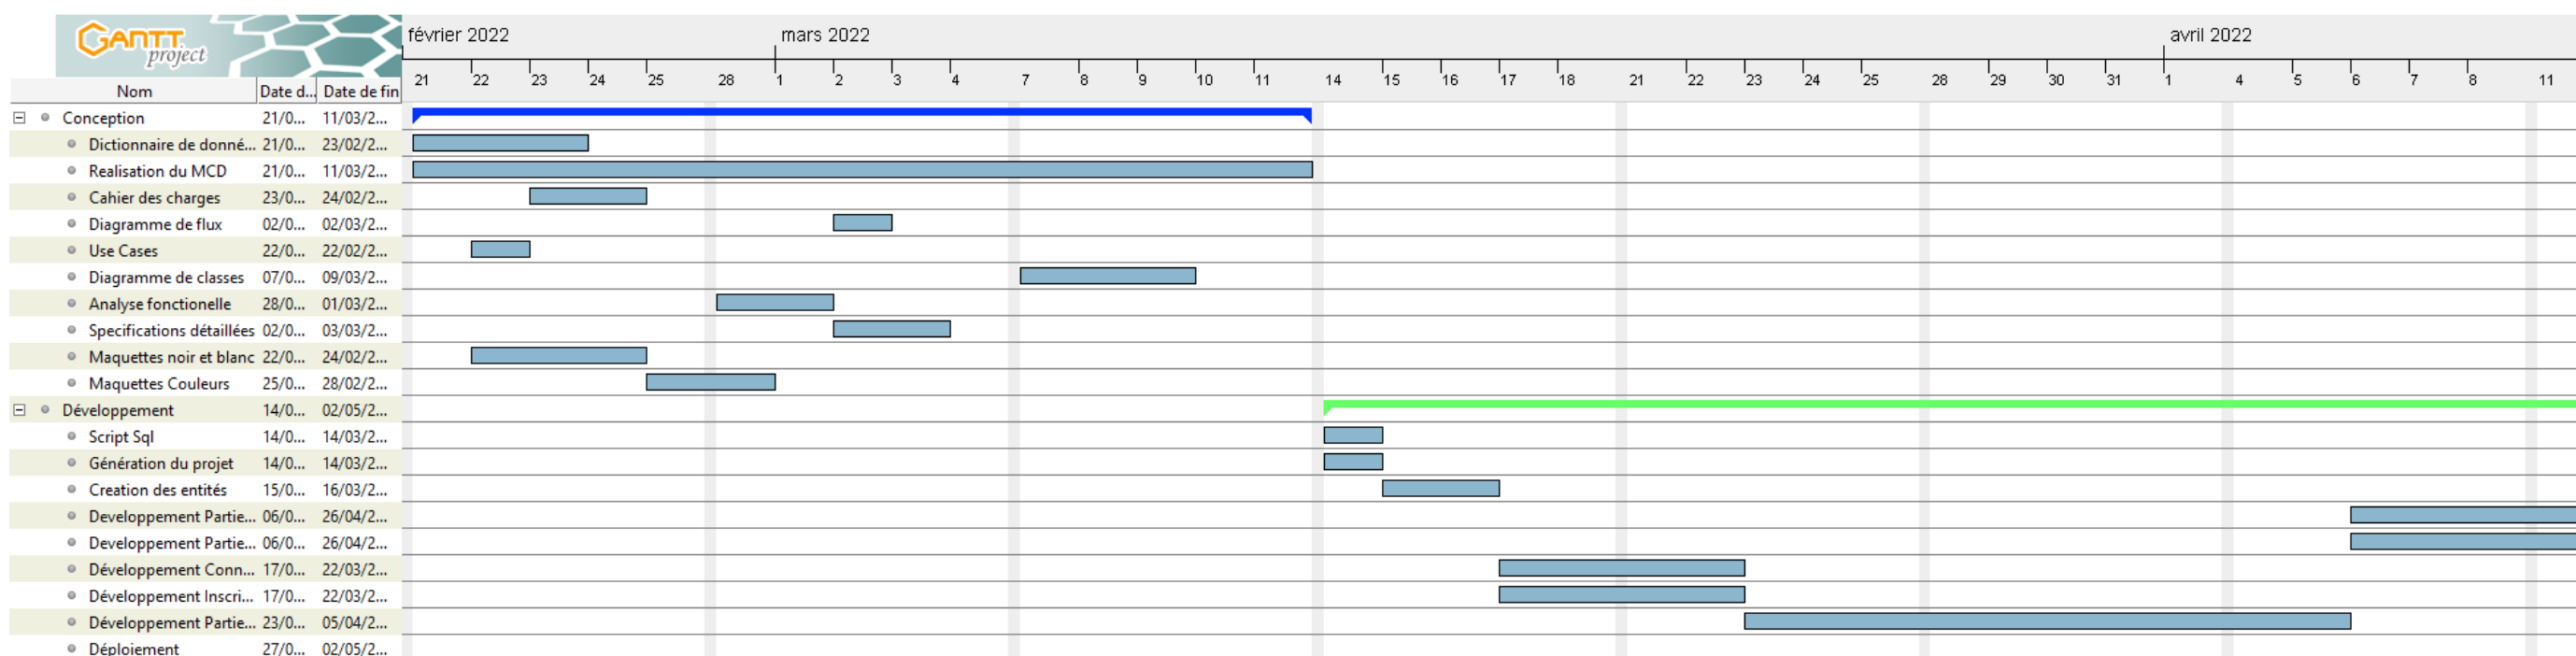 GANTT
project
février 2022 mars 2022 avril 2022
21 22 23 24 25 28 1 2 3 4 7 8 9 10 11 14 15 16 17 18 21 22 23 24 25 28 29 30 31 1 4 5 6 7 8 11
Nom Date d... Date de fin
Conception 21/0... 11/03/2...
Dictionnaire de donné... 21/0... 23/02/2...
Realisation du MCD 21/0... 11/03/2...
Cahier des charges 23/0... 24/02/2...
Diagramme de flux 02/0... 02/03/2...
Use Cases 22/0... 22/02/2...
Diagramme de classes 07/0... 09/03/2...
Analyse fonctionelle 28/0... 01/03/2...
Specifications détaillées 02/0... 03/03/2...
Maquettes noir et blanc 22/0... 24/02/2...
Maquettes Couleurs 25/0... 28/02/2...
Développement 14/0... 02/05/2...
Script Sql 14/0... 14/03/2...
Génération du projet 14/0... 14/03/2...
Creation des entités 15/0... 16/03/2...
Developpement Partie... 06/0... 26/04/2...
Developpement Partie... 06/0... 26/04/2...
Développement Conn... 17/0... 22/03/2...
Développement Inscri... 17/0... 22/03/2...
Développement Partie... 23/0... 05/04/2...
Déploiement 27/0... 02/05/2...